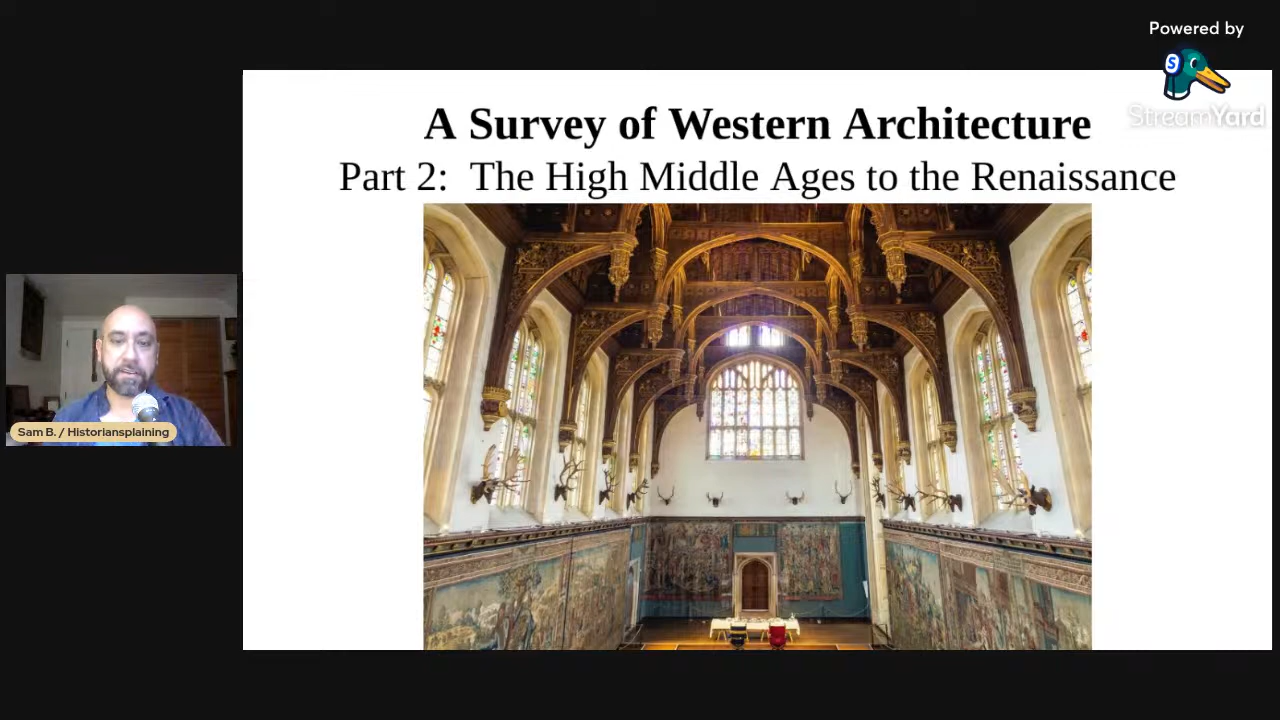 Powered by
S
StreamYard
A Survey of Western Architecture
Part 2: The High Middle Ages to the Renaissance
Sam B. / Historiansplaining